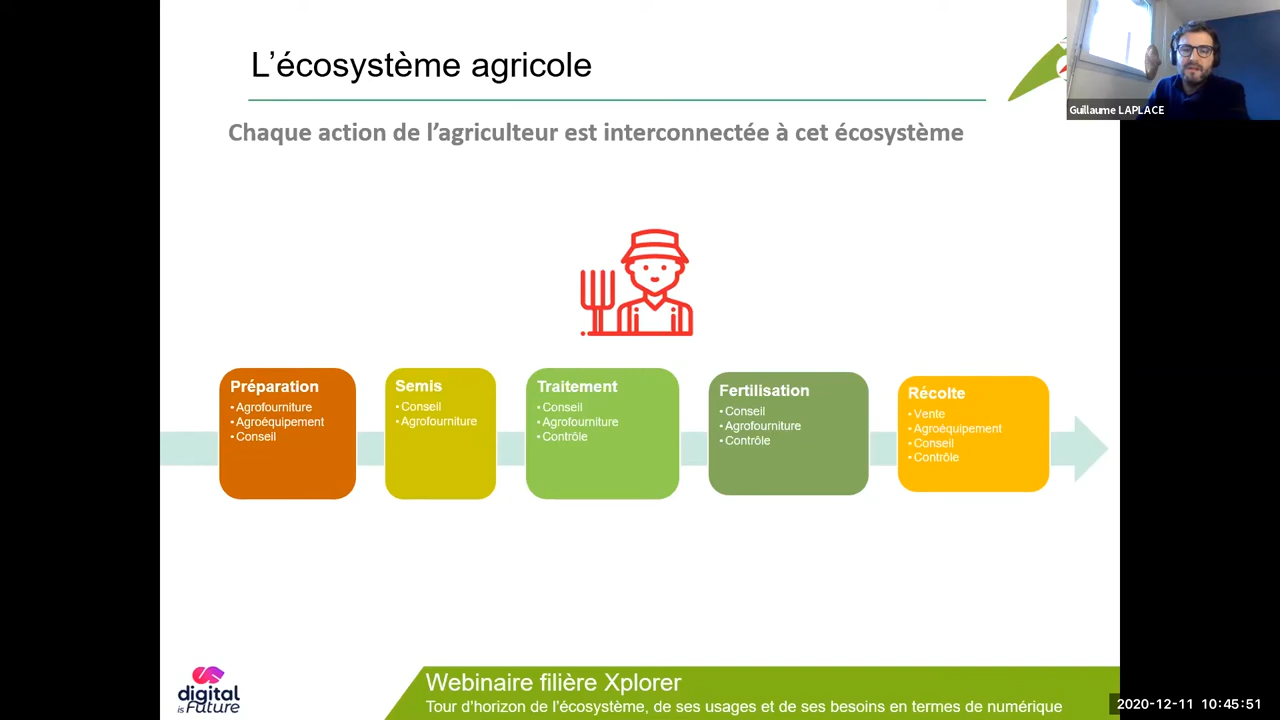 L'écosystème agricole
Guillaume LAPLACE
Chaque action de l'agriculteur est interconnectée à cet écosystème
Préparation
• Agrofourniture
• Agroéquipement
• Conseil
Semis
• Conseil
• Agrofourniture
Traitement
• Conseil
• Agrofourniture
• Contrôle
Fertilisation
• Conseil
• Agrofourniture
• Contrôle
Récolte
• Vente
• Agroéquipement
• Conseil
• Contrôle
digital
is Future
Webinaire filière Xplorer
Tour d'horizon de l'écosystème, de ses usages et de ses besoins en termes de numérique
2020-12-11 10:45:51